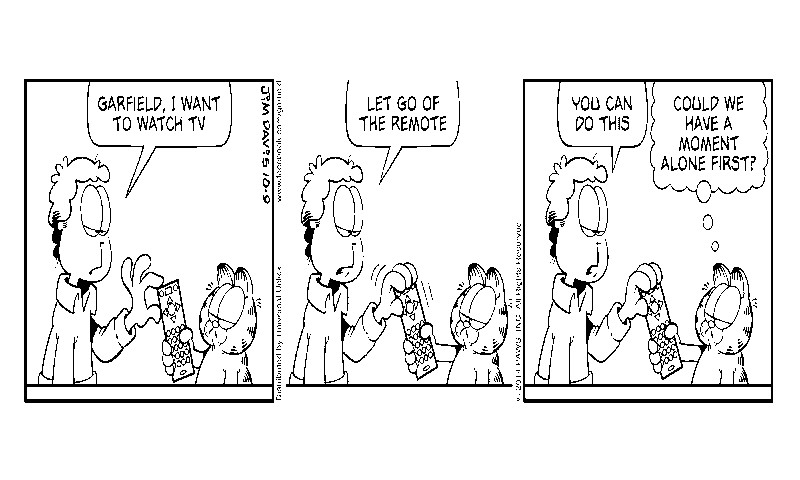 GARFIELD, I WANT
TO WATCH TV
JIM DAVIS 10-9
LET GO OF
THE REMOTE
YOU CAN
DO THIS
COULD WE
HAVE A
MOMENT
ALONE FIRST?